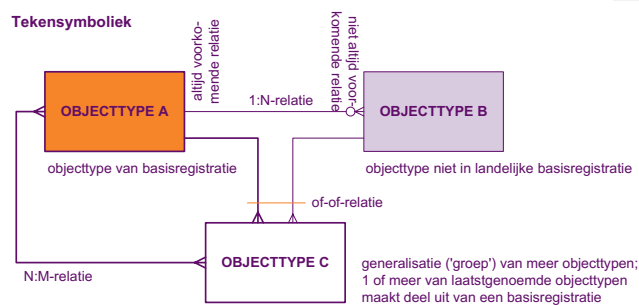 Tekensymboliek
altijd voorko-
mende relatie
niet altijd voor-
komende relatie
OBJECTTYPE A
1:N-relatie
OBJECTTYPE B
objecttype van basisregistratie
objecttype niet in landelijke basisregistratie
of-of-relatie
OBJECTTYPE C
N:M-relatie
generalisatie ('groep') van meer objecttypen;
1 of meer van laatstgenoemde objecttypen
maakt deel uit van een basisregistratie